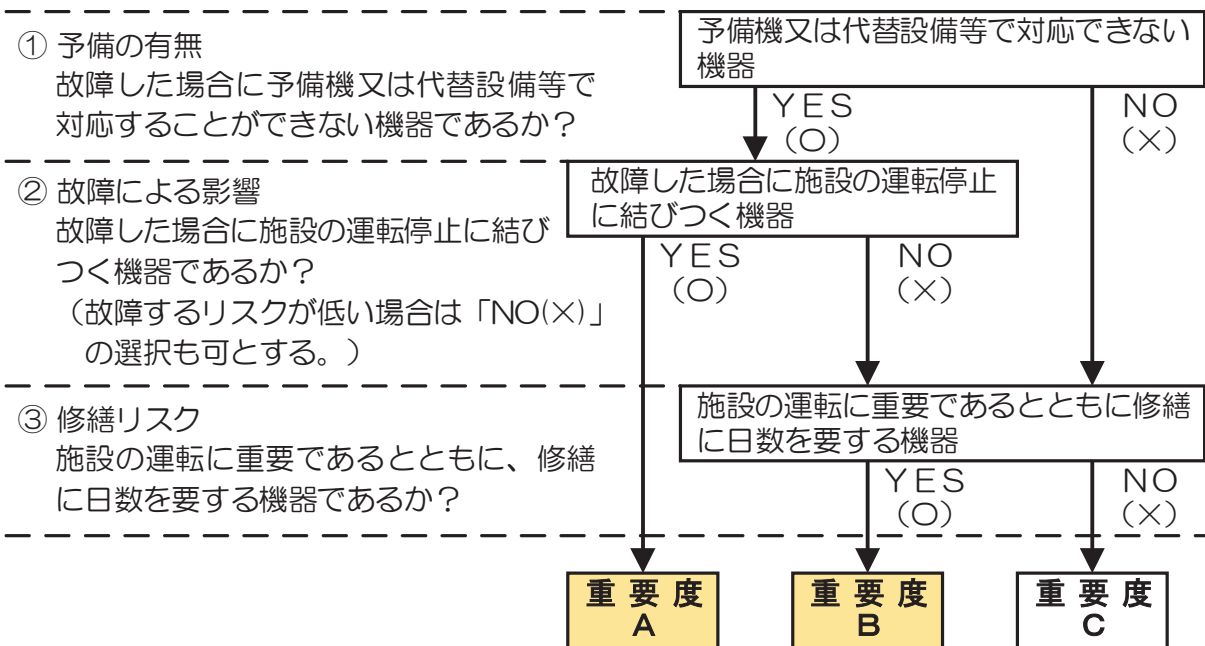 ① 予備の有無
故障した場合に予備機又は代替設備等で
対応することができない機器であるか？
予備機又は代替設備等で対応できない
機器
YES
(O)
NO
(×)
② 故障による影響
故障した場合に施設の運転停止に結び
つく機器であるか？
（故障するリスクが低い場合は「NO(×)」
の選択も可とする。）
故障した場合に施設の運転停止
に結びつく機器
YES
(O)
NO
(×)
③ 修繕リスク
施設の運転に重要であるとともに、修繕
に日数を要する機器であるか？
施設の運転に重要であるとともに修繕
に日数を要する機器
YES
(O)
NO
(×)
重要度
A
重要度
B
重要度
C